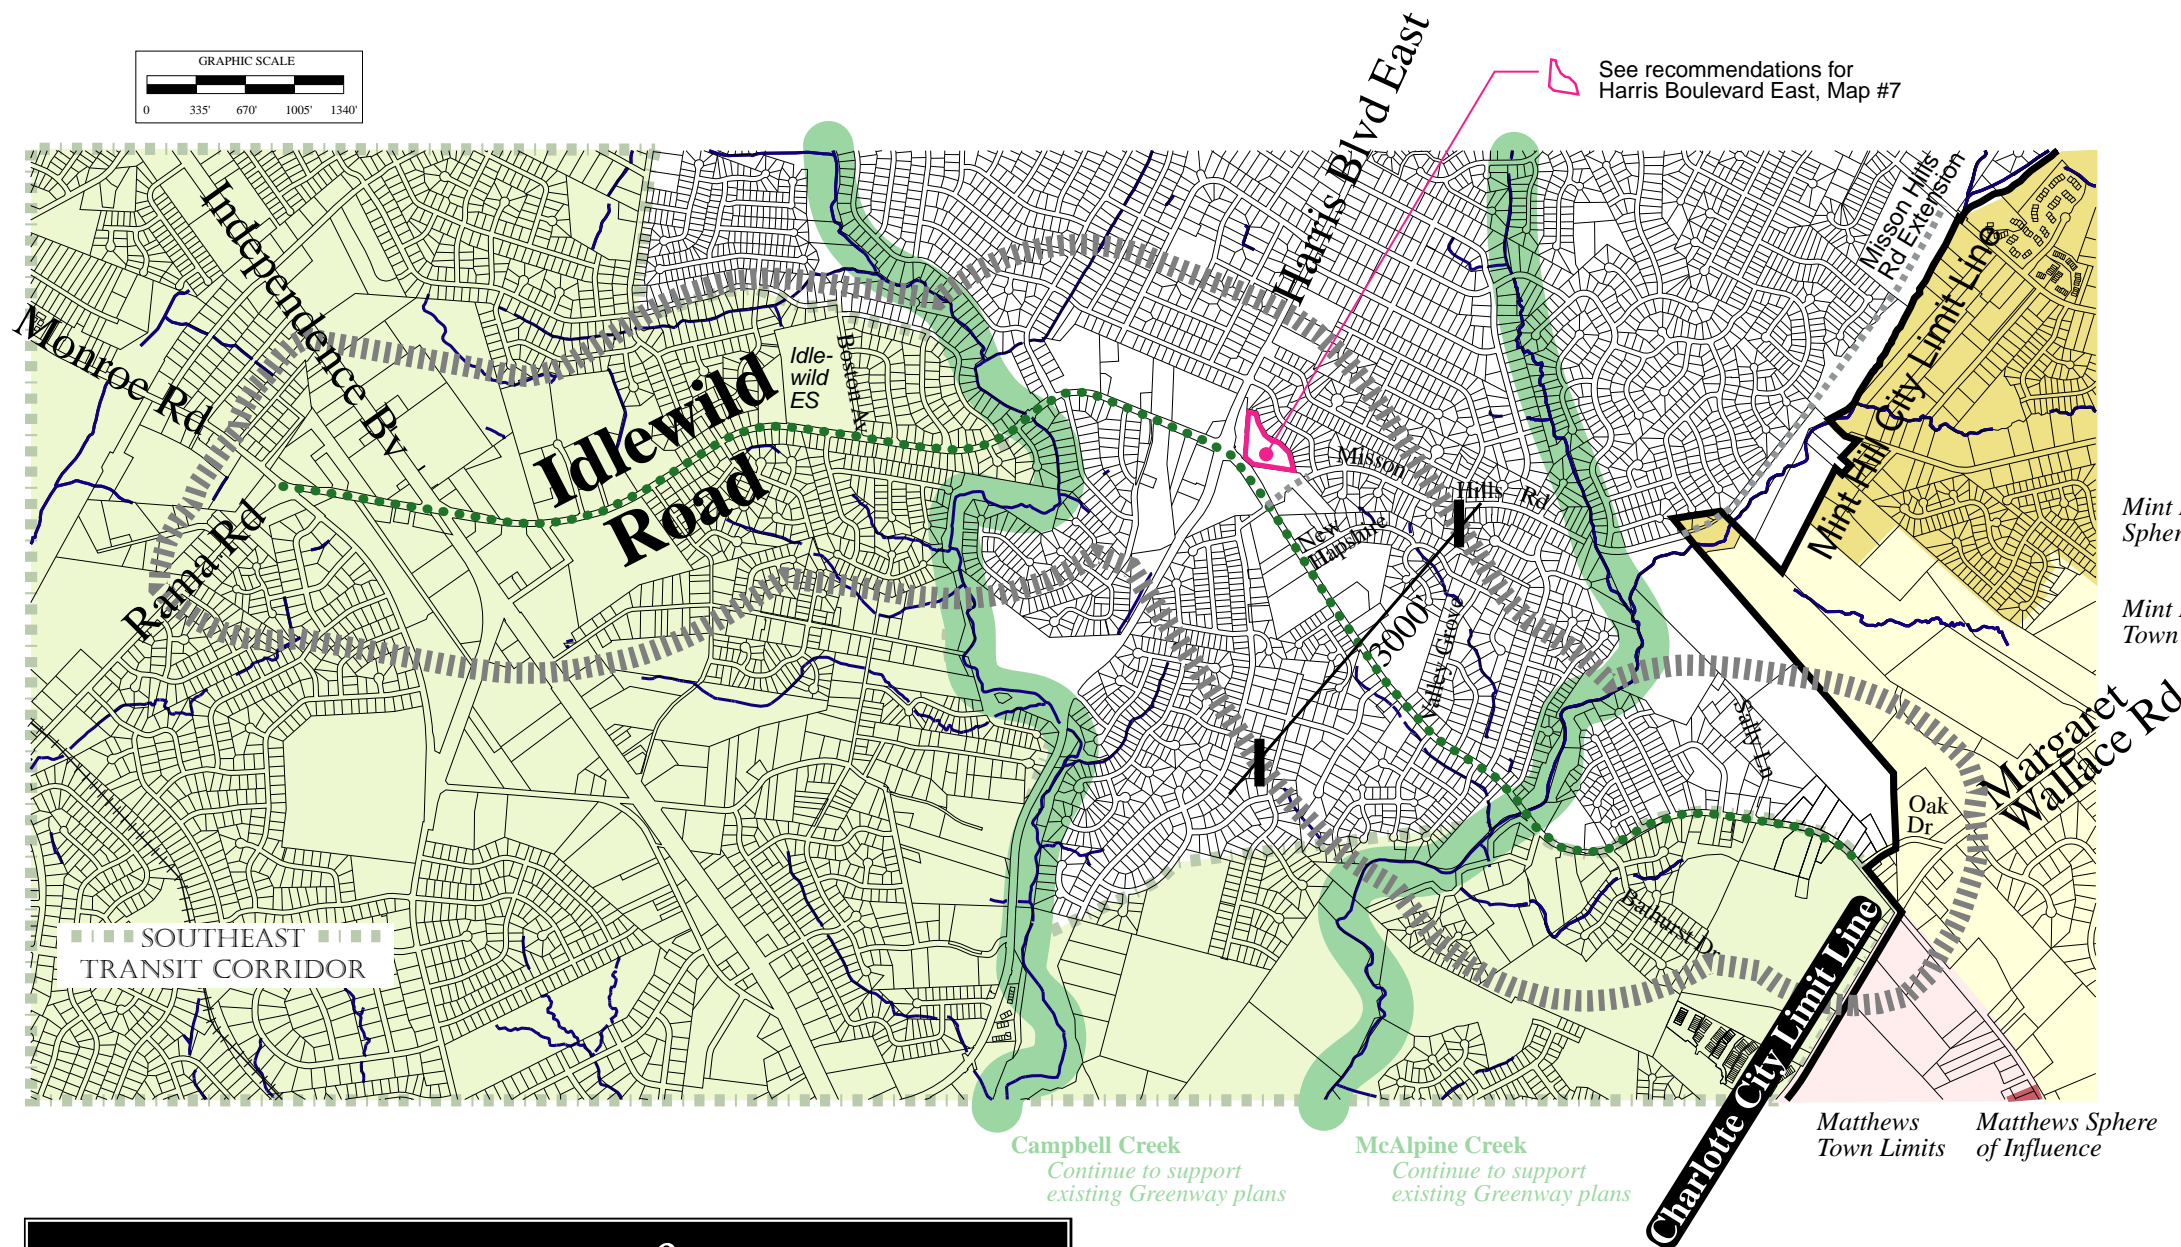 GRAPHIC SCALE
0 335' 670' 1005' 1340'
See recommendations for
Harris Boulevard East, Map #7
Harris Blvd East
Misson Hills
Rd Extension
Independence Bv
Monroe Rd
Mint Hill City Limit Line
Idle-
wild
ES
Boston Av
Idlewild
Road
Misson Hills Rd
New
Hapshire
Rama Rd
3000'
Valley Grove
Mint
Spher
Mint
Town
Margaret
Wallace Rd
Sally Ln
Oak
Dr
Bathurst Dr
SOUTHEAST
TRANSIT CORRIDOR
Charlotte City Limit Line
Matthews
Town Limits
Matthews Sphere
of Influence
Campbell Creek
Continue to support
existing Greenway plans
McAlpine Creek
Continue to support
existing Greenway plans